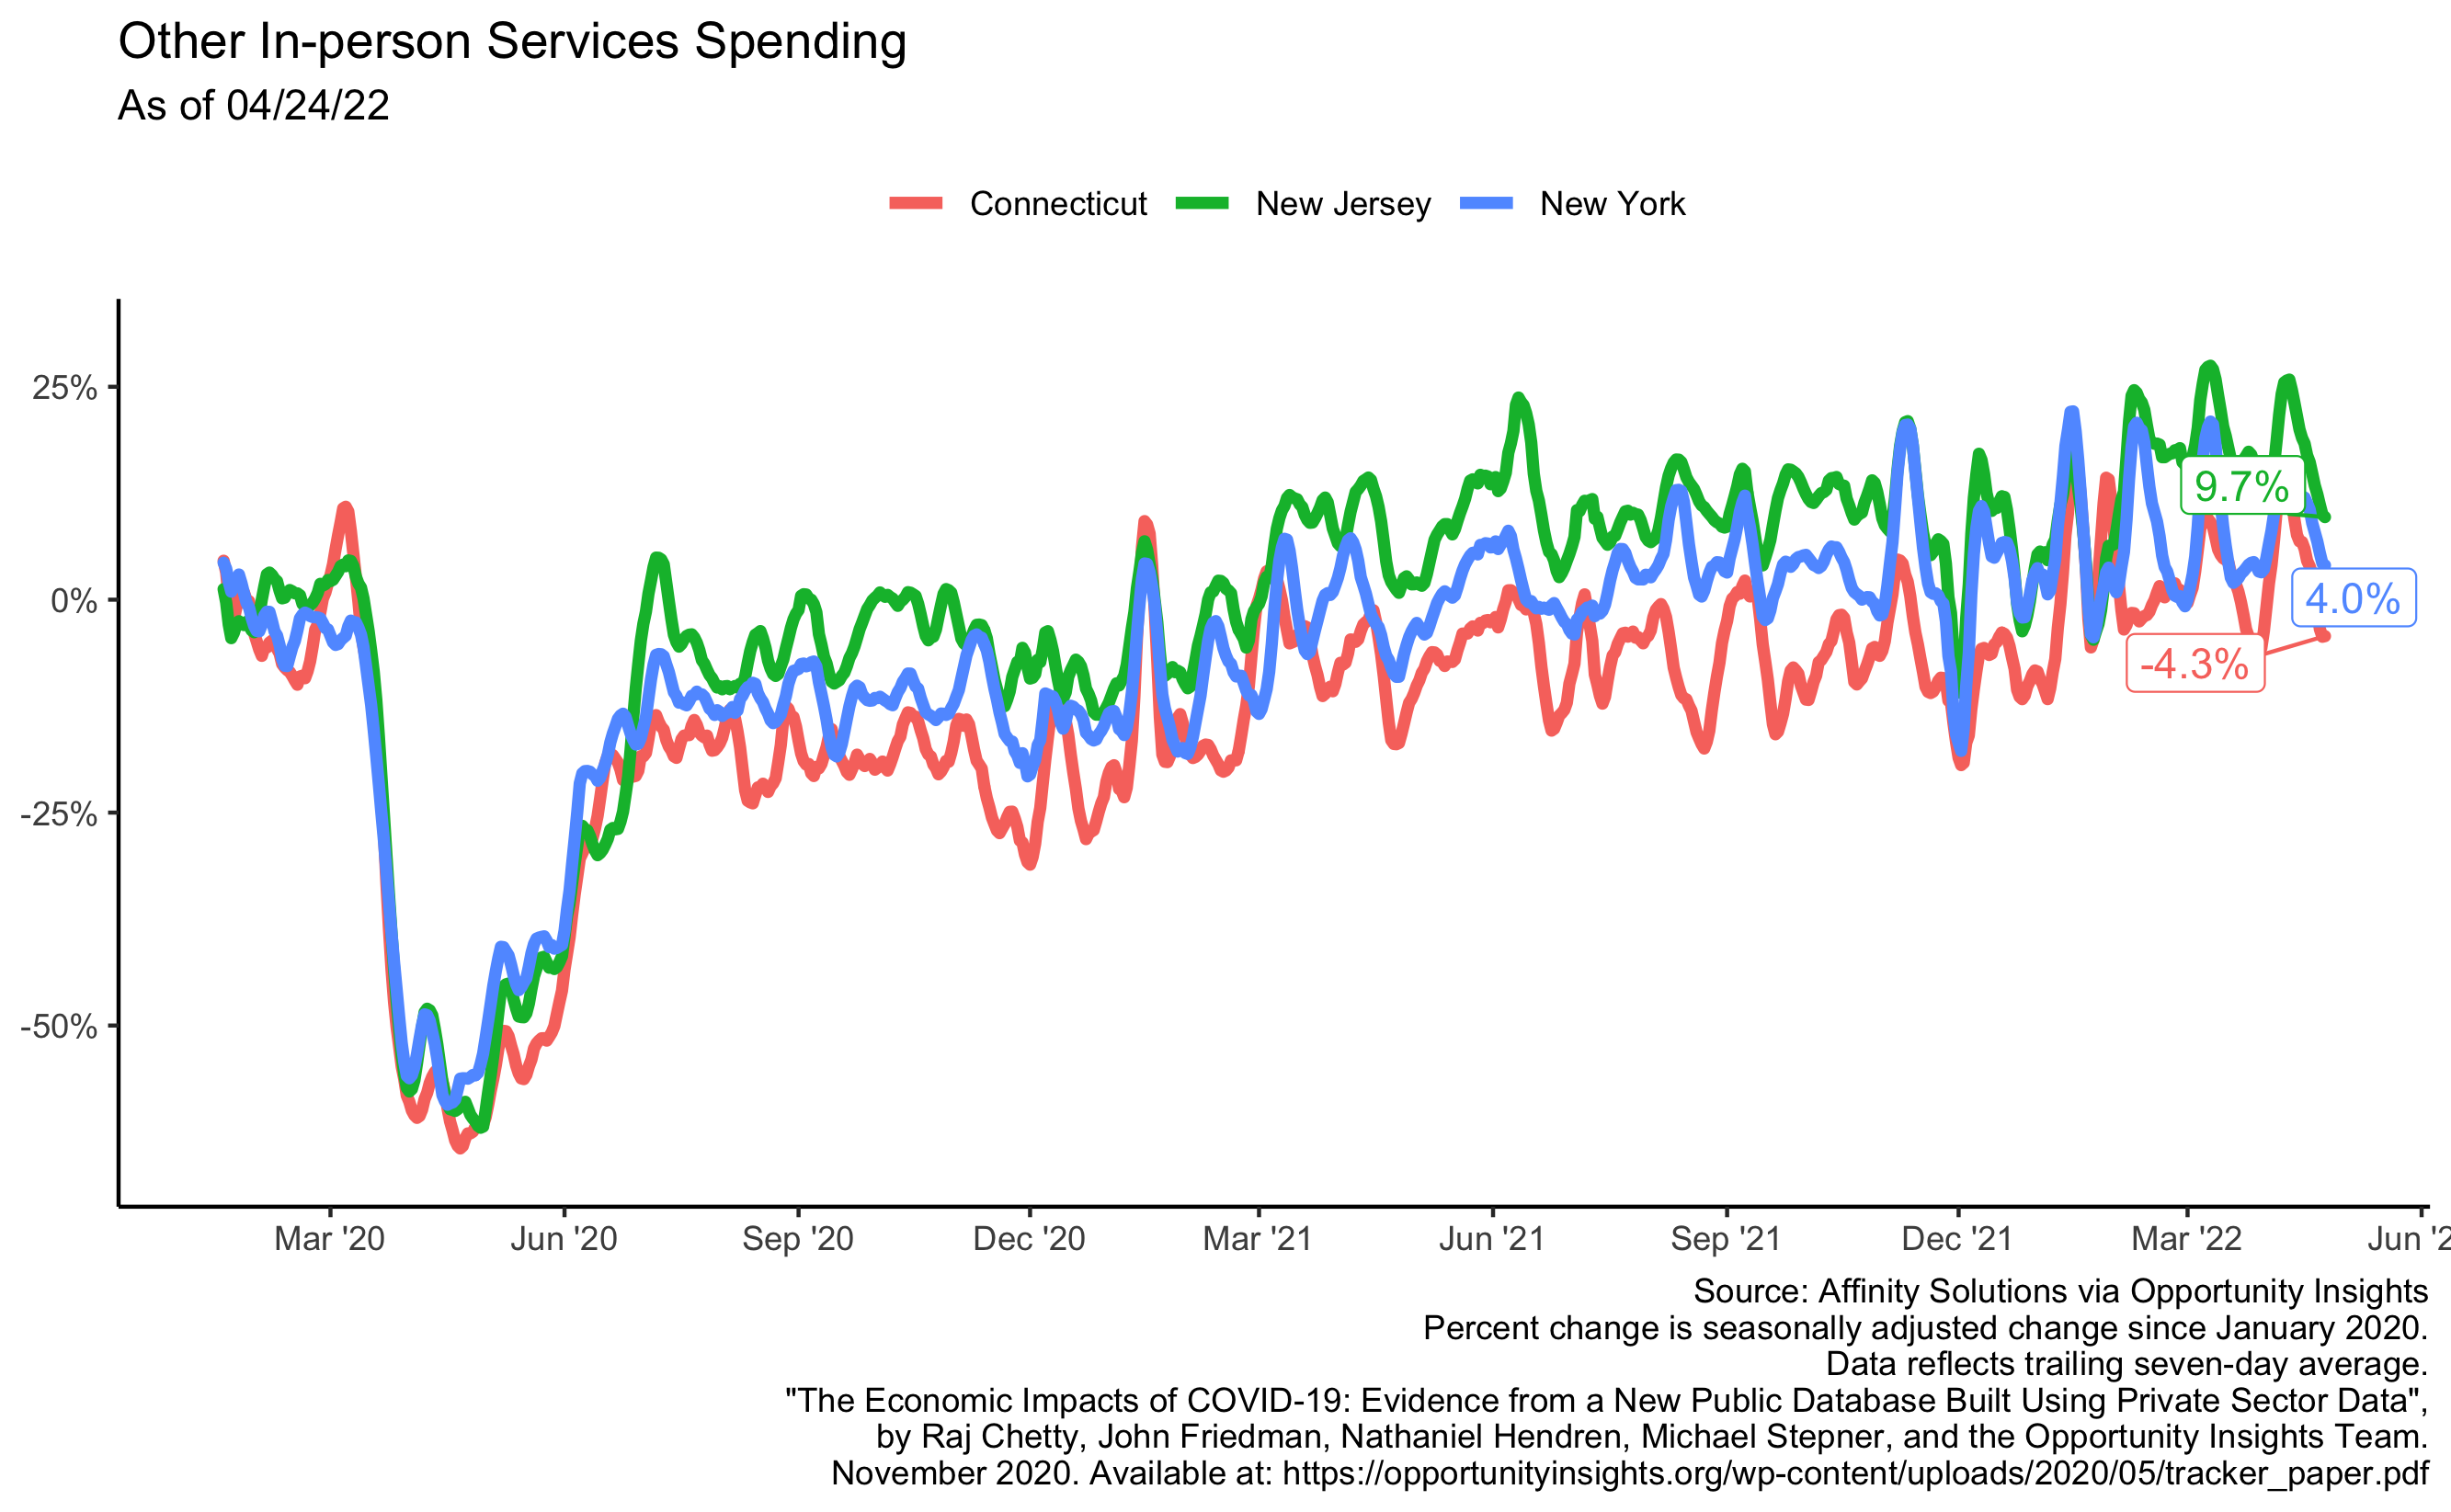 Other In-person Services Spending
As of 04/24/22
Connecticut New Jersey New York
25%
0%
-25%
-50%
9.7%
4.0%
-4.3%
Mar '20 Jun '20 Sep '20 Dec '20 Mar '21 Jun '21 Sep '21 Dec '21 Mar '22 Jun '2
Source: Affinity Solutions via Opportunity Insights
Percent change is seasonally adjusted change since January 2020.
Data reflects trailing seven-day average.
"The Economic Impacts of COVID-19: Evidence from a New Public Database Built Using Private Sector Data",
by Raj Chetty, John Friedman, Nathaniel Hendren, Michael Stepner, and the Opportunity Insights Team.
November 2020. Available at: https://opportunityinsights.org/wp-content/uploads/2020/05/tracker_paper.pdf